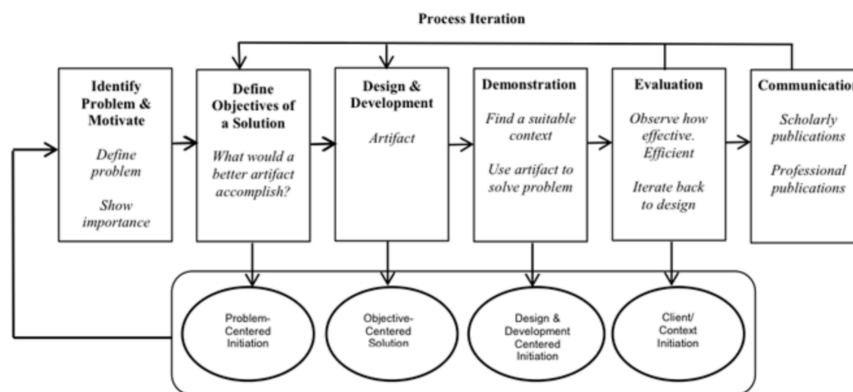 Process Iteration
Identify
Problem &
Motivate
Define
problem
Show
importance
Define
Objectives of
a Solution
What would a
better artifact
accomplish?
Design &
Development
Artifact
Demonstration
Find a suitable
context
Use artifact to
solve problem
Evaluation
Observe how
effective.
Efficient
Iterate back
to design
Communication
Scholarly
publications
Professional
publications
Problem-
Centered
Initiation
Objective-
Centered
Solution
Design &
Development
Centered
Initiation
Client/
Context
Initiation